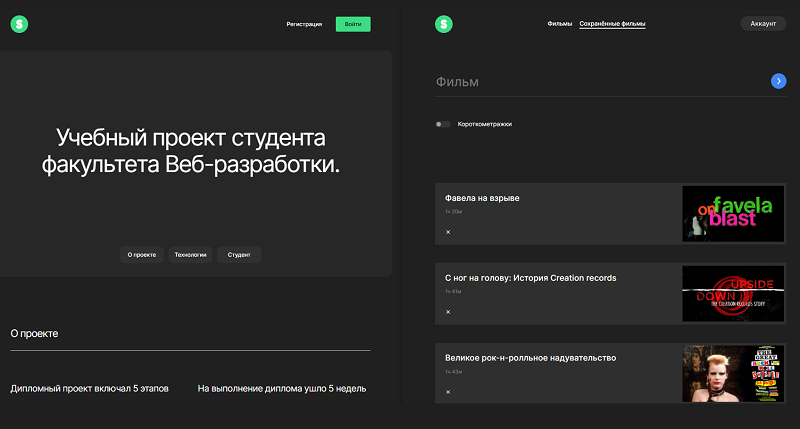 S
Регистрация
Войти
Учебный проект студента
факультета Веб-разработки.
О проекте
Технологии
Студент
О проекте
Дипломный проект включал 5 этапов
На выполнение диплома ушло 5 недель
S
Фильмы
Сохранённые фильмы
Аккаунт
Фильм
Короткометражки
Фавела на взрыве
1ч 20м
on favela
blast
С ног на голову: История Creation records
1ч 41м
UPSIDE
DOWN
THE CREATION RECORDS STORY
Великое рок-н-ролльное надувательство
1ч 43м
THE
GREAT